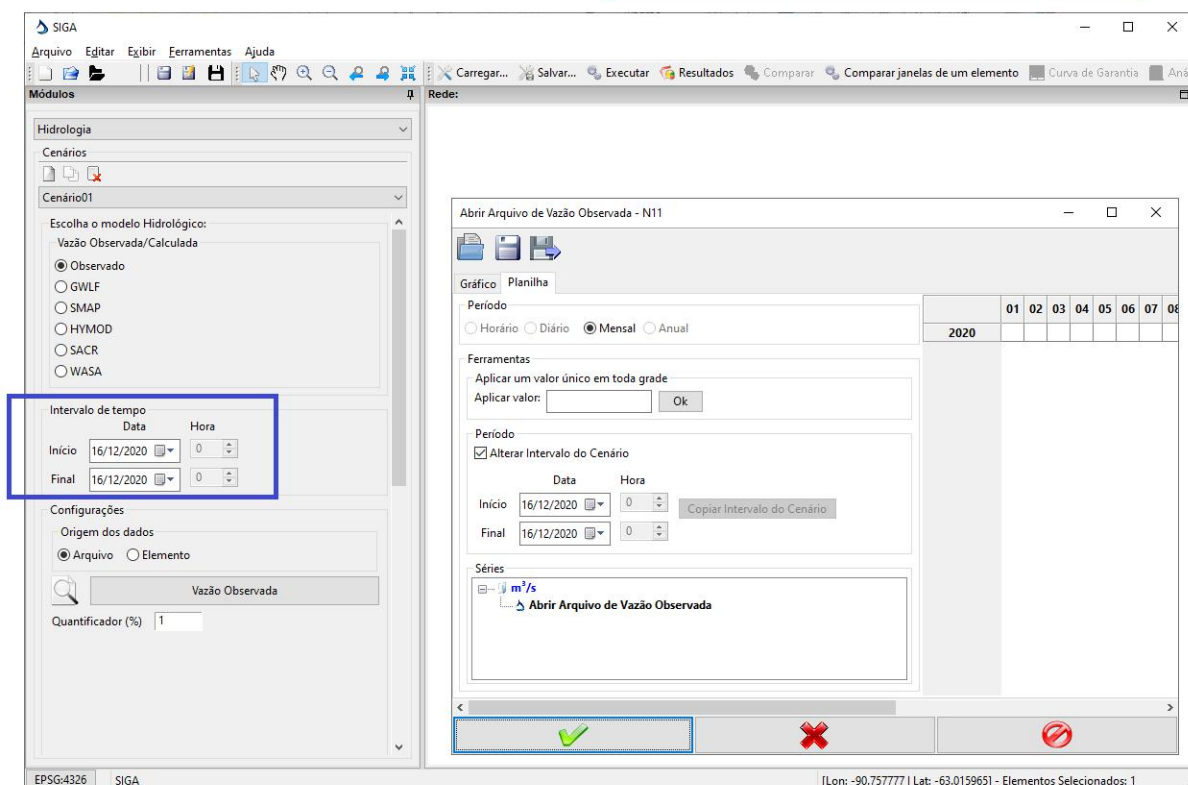 SIGA
Arquivo Editar Exibir Ferramentas Ajuda
Carregar... Salvar... Executar Resultados Comparar Comparar janelas de um elemento Curva de Garantia Aná
Módulos
Rede:
Hidrologia
Cenários
Cenário01
Escolha o modelo Hidrológico:
Vazão Observada/Calculada
Observado
GWLF
SMAP
HYMOD
SACR
WASA
Intervalo de tempo
Data Hora
Início 16/12/2020 0
Final 16/12/2020 0
Configurações
Origem dos dados
Arquivo Elemento
Vazão Observada
Quantificador (%) 1
Abrir Arquivo de Vazão Observada - N11
Gráfico Planilha
Período
Horário Diário Mensal Anual
Ferramentas
Aplicar um valor único em toda grade
Aplicar valor: Ok
Período
Alterar Intervalo do Cenário
Data Hora
Início 16/12/2020 0 Copiar Intervalo do Cenário
Final 16/12/2020 0
Séries
m³/s
Abrir Arquivo de Vazão Observada
01 02 03 04 05 06 07 08
2020
EPSG:4326 SIGA [Lon: -90.757777 | Lat: -63.015965] - Elementos Selecionados: 1